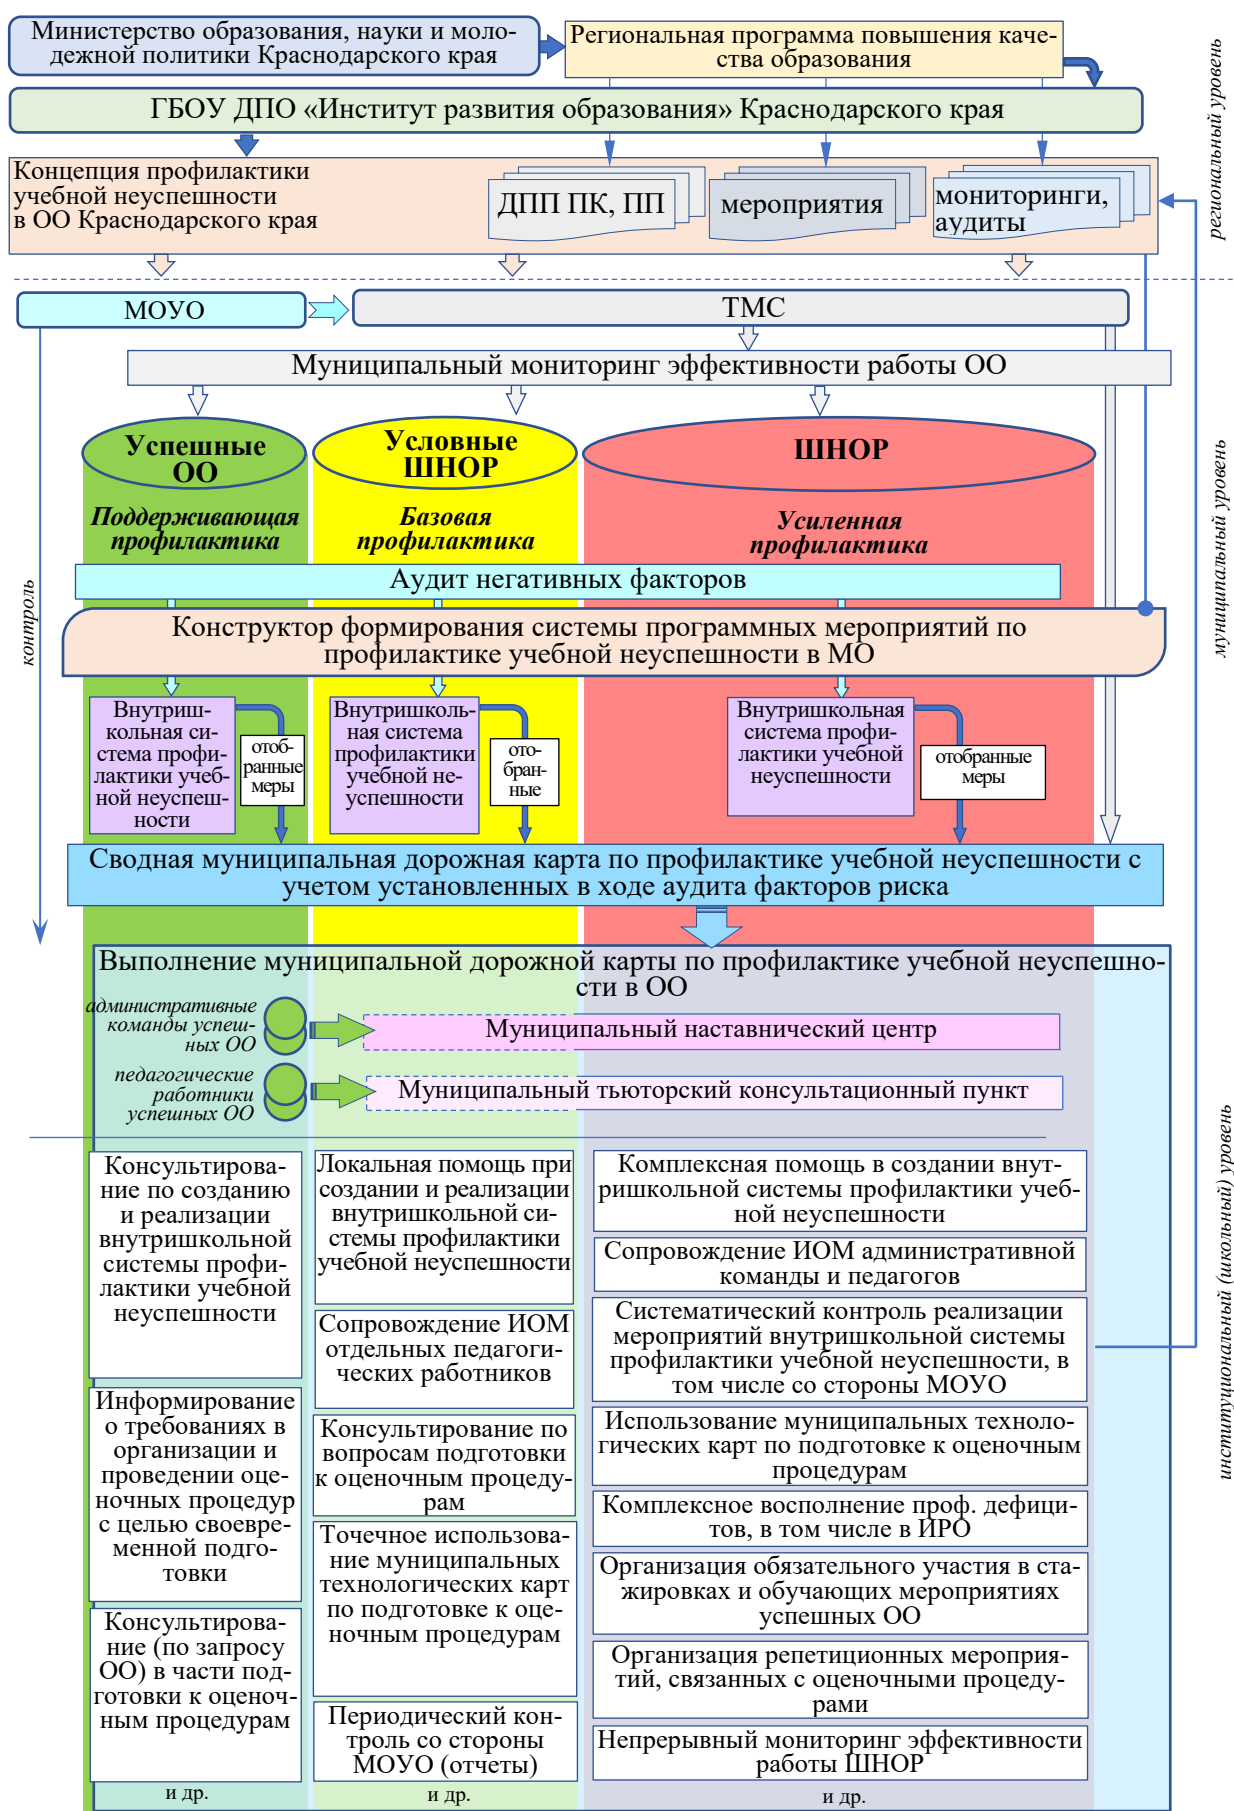 Министерство образования, науки и моло-
дежной политики Краснодарского края
Региональная программа повышения каче-
ства образования
ГБОУ ДПО «Институт развития образования» Краснодарского края
Концепция профилактики
учебной неуспешности
в ОО Краснодарского края
ДПП ПК, ПП
мероприятия
мониторинги,
аудиты
региональный уровень
МОУО
ТМС
Муниципальный мониторинг эффективности работы ОО
Успешные
ОО
Условные
ШНОР
ШНОР
Поддерживающая
профилактика
Базовая
профилактика
Усиленная
профилактика
муниципальный уровень
контроль
Аудит негативных факторов
Конструктор формирования системы программных мероприятий по
профилактике учебной неуспешности в МО
Внутриш-
кольная си-
стема профи-
лактики учеб-
ной неуспеш-
ности
отоб-
ранные
меры
Внутришколь-
ная система
профилактики
учебной не-
успешности
ото-
бран-
ные
Внутришкольная
система профи-
лактики учебной
неуспешности
отобранные
меры
Сводная муниципальная дорожная карта по профилактике учебной неуспешности с
учетом установленных в ходе аудита факторов риска
Выполнение муниципальной дорожной карты по профилактике учебной неуспешно-
сти в ОО
административные
команды успеш-
ных ОО
Муниципальный наставнический центр
педагогические
работники
успешных ОО
Муниципальный тьюторский консультационный пункт
институциональный (школьный) уровень
Консультирова-
ние по созданию
и реализации
внутришкольной
системы профи-
лактики учебной
неуспешности
Информирование
о требованиях в
организации и
проведении оце-
ночных процедур
с целью своевре-
менной подго-
товки
Консультирова-
ние (по запросу
ОО) в части под-
готовки к оценоч-
ным процедурам
и др.
Локальная помощь при
создании и реализации
внутришкольной си-
стемы профилактики
учебной неуспешности
Сопровождение ИОМ
отдельных педагоги-
ческих работников
Консультирование по
вопросам подготовки
к оценочным процеду-
рам
Точечное использова-
ние муниципальных
технологических карт
по подготовке к оце-
ночным процедурам
Периодический кон-
троль со стороны
МОУО (отчеты)
и др.
Комплексная помощь в создании внут-
ришкольной системы профилактики учеб-
ной неуспешности
Сопровождение ИОМ административной
команды и педагогов
Систематический контроль реализации
мероприятий внутришкольной системы
профилактики учебной неуспешности, в
том числе со стороны МОУО
Использование муниципальных техноло-
гических карт по подготовке к оценочным
процедурам
Комплексное восполнение проф. дефици-
тов, в том числе в ИРО
Организация обязательного участия в ста-
жировках и обучающих мероприятиях
успешных ОО
Организация репетиционных мероприя-
тий, связанных с оценочными процеду-
рами
Непрерывный мониторинг эффективности
работы ШНОР
и др.